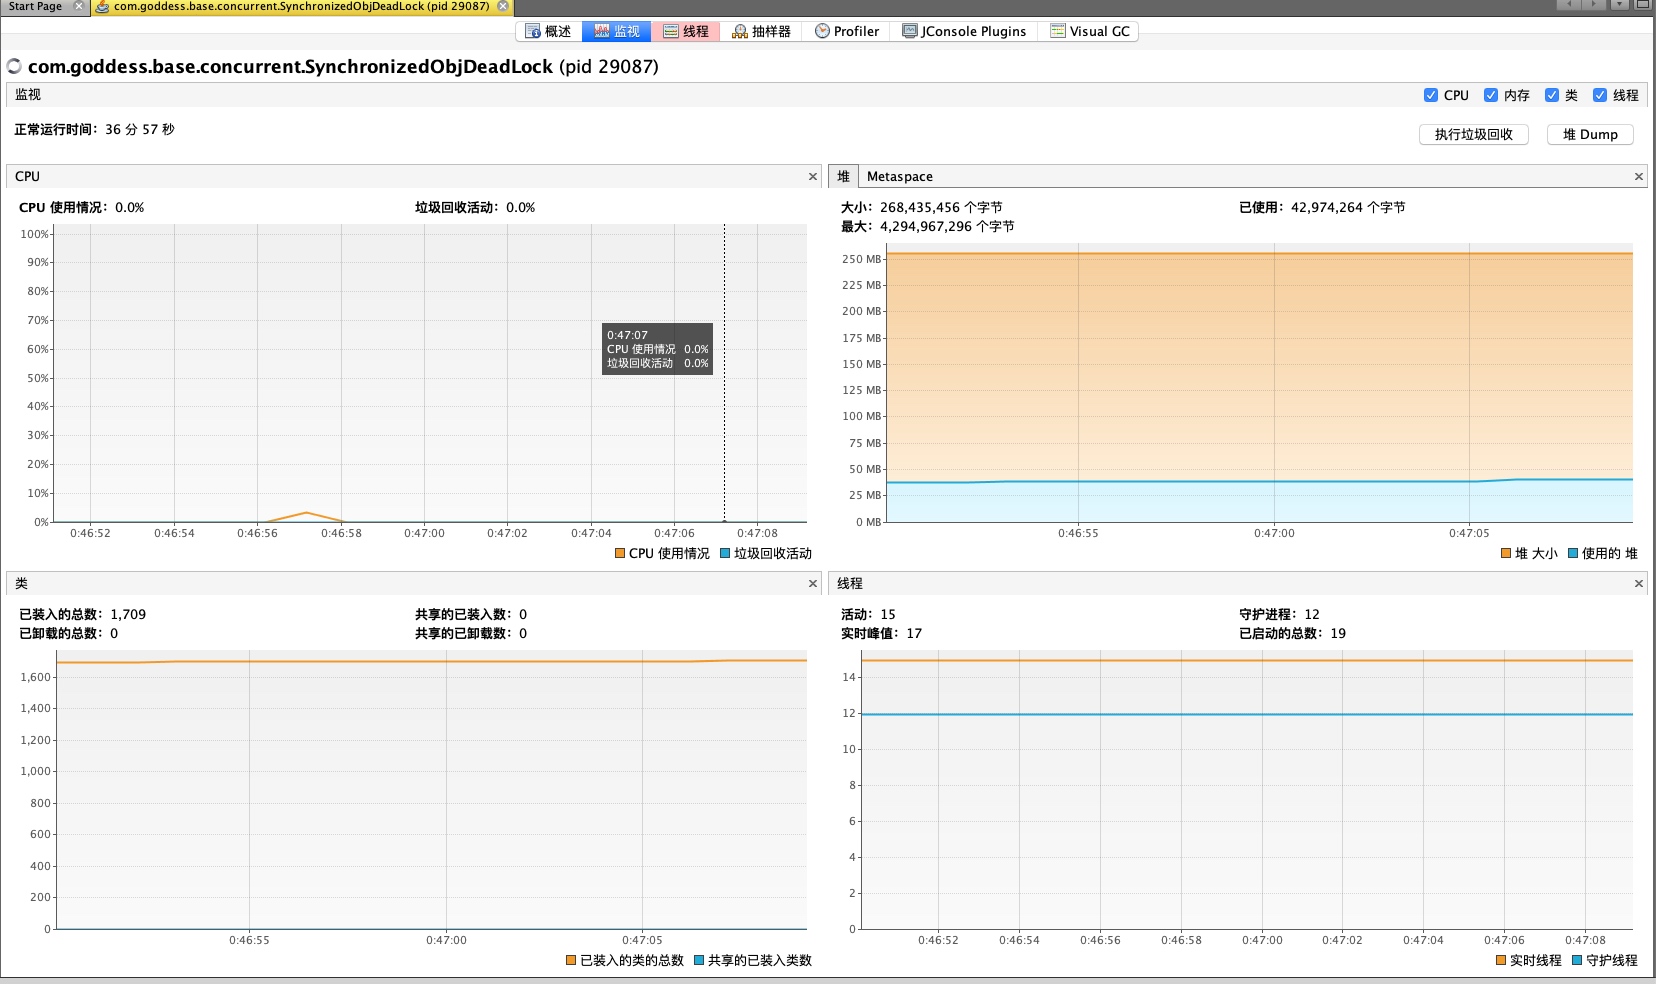 Start Page
com.goddess.base.concurrent.SynchronizedObjDeadLock (pid 29087)
概述 监视 线程 抽样器 Profiler JConsole Plugins Visual GC
com.goddess.base.concurrent.SynchronizedObjDeadLock (pid 29087)
监视
CPU 内存 类 线程
正常运行时间：36 分 57 秒
执行垃圾回收 堆 Dump
CPU
CPU 使用情况：0.0% 垃圾回收活动：0.0%
100%
90%
80%
70%
60%
50%
40%
30%
20%
10%
0%
0:47:07
CPU 使用情况 0.0%
垃圾回收活动 0.0%
0:46:52 0:46:54 0:46:56 0:46:58 0:47:00 0:47:02 0:47:04 0:47:06 0:47:08
CPU 使用情况 垃圾回收活动
堆 Metaspace
大小：268,435,456 个字节 已使用：42,974,264 个字节
最大：4,294,967,296 个字节
250 MB
225 MB
200 MB
175 MB
150 MB
125 MB
100 MB
75 MB
50 MB
25 MB
0 MB
0:46:55 0:47:00 0:47:05
堆 大小 使用的 堆
类
已装入的总数：1,709 共享的已装入数：0
已卸载的总数：0 共享的已卸载数：0
1,600
1,400
1,200
1,000
800
600
400
200
0
0:46:55 0:47:00 0:47:05
已装入的类的总数 共享的已装入类数
线程
活动：15 守护进程：12
实时峰值：17 已启动的总数：19
14
12
10
8
6
4
2
0
0:46:52 0:46:54 0:46:56 0:46:58 0:47:00 0:47:02 0:47:04 0:47:06 0:47:08
实时线程 守护线程